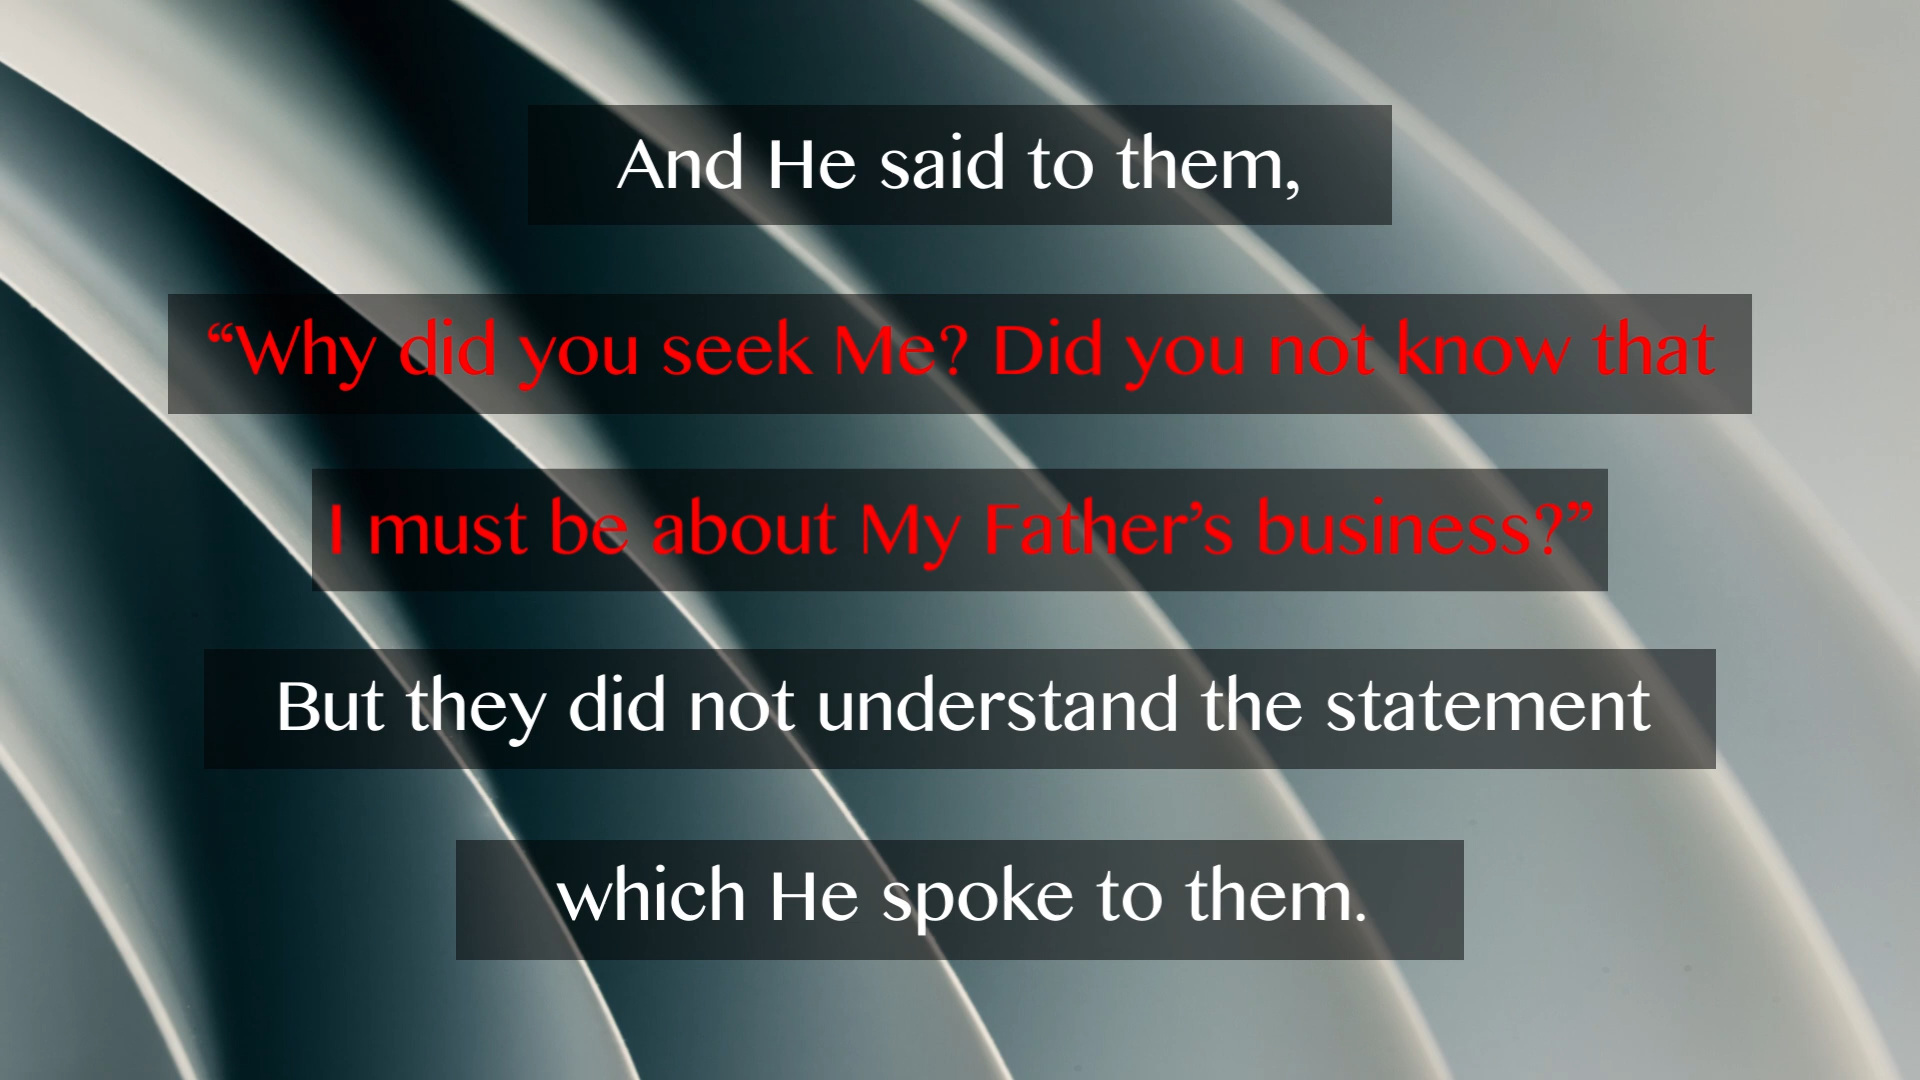 And He said to them,
“Why did you seek Me? Did you not know that
I must be about My Father’s business?”
But they did not understand the statement
which He spoke to them.